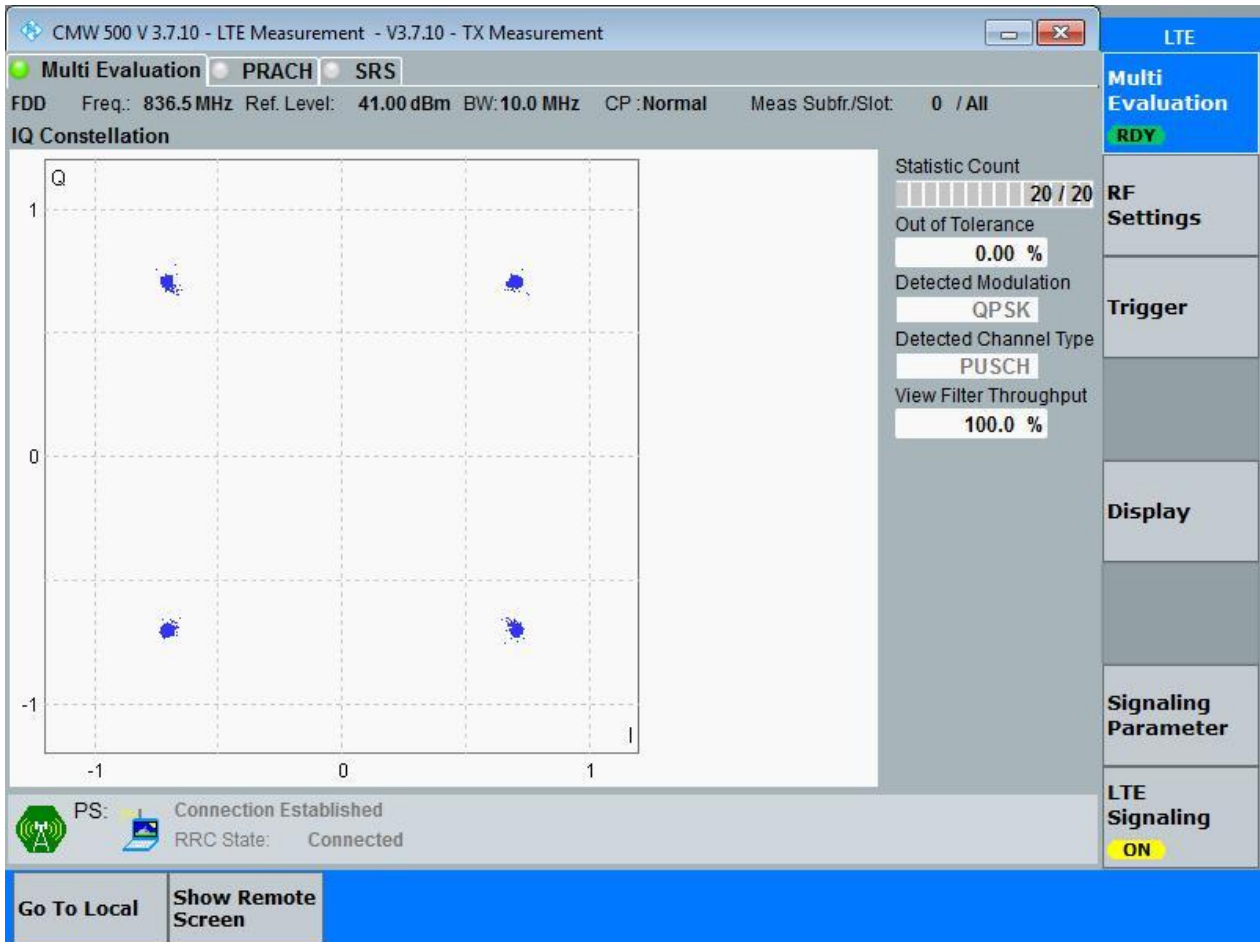 CMW 500 V 3.7.10 - LTE Measurement - V3.7.10 - TX Measurement
LTE
Multi Evaluation PRACH SRS
Multi
Evaluation
RDY
FDD Freq.: 836.5 MHz Ref. Level: 41.00 dBm BW: 10.0 MHz CP : Normal Meas Subfr./Slot: 0 / All
IQ Constellation
Q
1
0
-1
I
-1 0 1
Statistic Count
20 / 20
Out of Tolerance
0.00 %
Detected Modulation
QPSK
Detected Channel Type
PUSCH
View Filter Throughput
100.0 %
RF
Settings
Trigger
Display
Signaling
Parameter
LTE
Signaling
ON
PS: Connection Established
RRC State: Connected
Go To Local
Show Remote
Screen